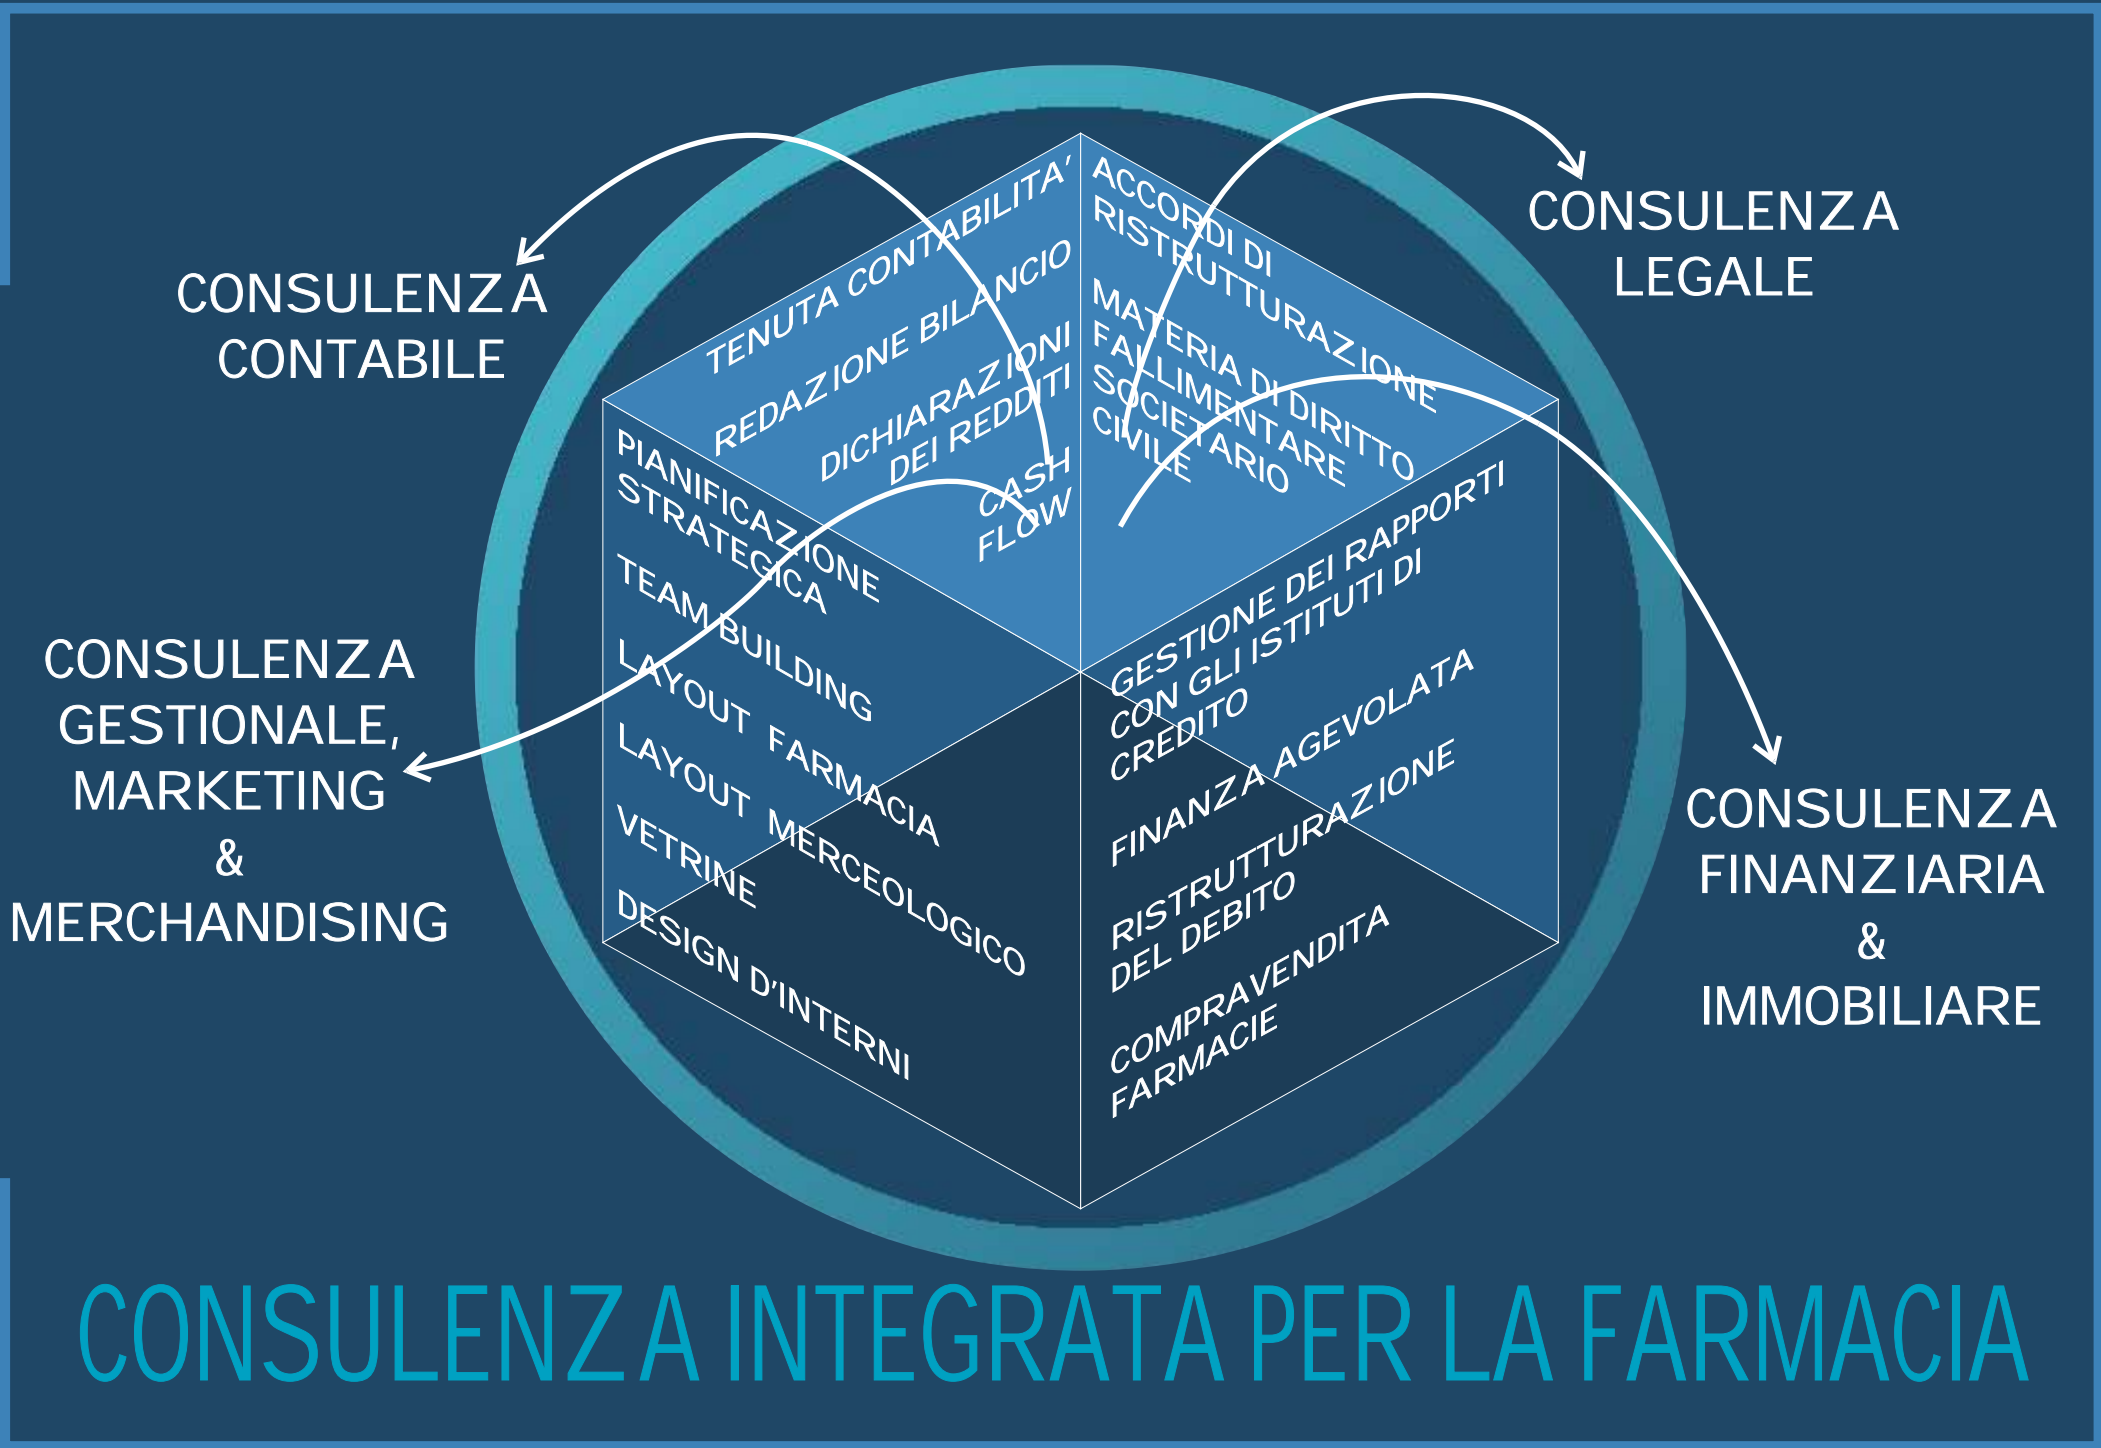 CONSULENZA
CONTABILE
TENUTA CONTABILITA'
REDAZIONE BILANCIO
DICHIARAZIONI
DEI REDDITI
CASH
FLOW
CONSULENZA
LEGALE
ACCORDI DI
RISTRUTTURAZIONE
MATERIA DI DIRITTO
FALLIMENTARE
SOCIETARIO
CIVILE
CONSULENZA
GESTIONALE,
MARKETING
&
MERCHANDISING
PIANIFICAZIONE
STRATEGICA
TEAM BUILDING
LAYOUT FARMACIA
LAYOUT MERCEOLOGICO
VETRINE
DESIGN D'INTERNI
GESTIONE DEI RAPPORTI
CON GLI ISTITUTI DI
CREDITO
FINANZA AGEVOLATA
RISTRUTTURAZIONE
DEL DEBITO
COMPRAVENDITA
FARMACIE
CONSULENZA
FINANZIARIA
&
IMMOBILIARE
CONSULENZA INTEGRATA PER LA FARMACIA